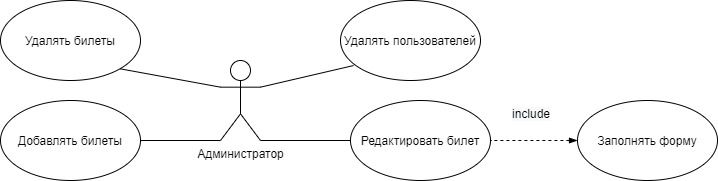 Удалять билеты
Удалять пользователей
include
Добавлять билеты
Администратор
Редактировать билет
Заполнять форму